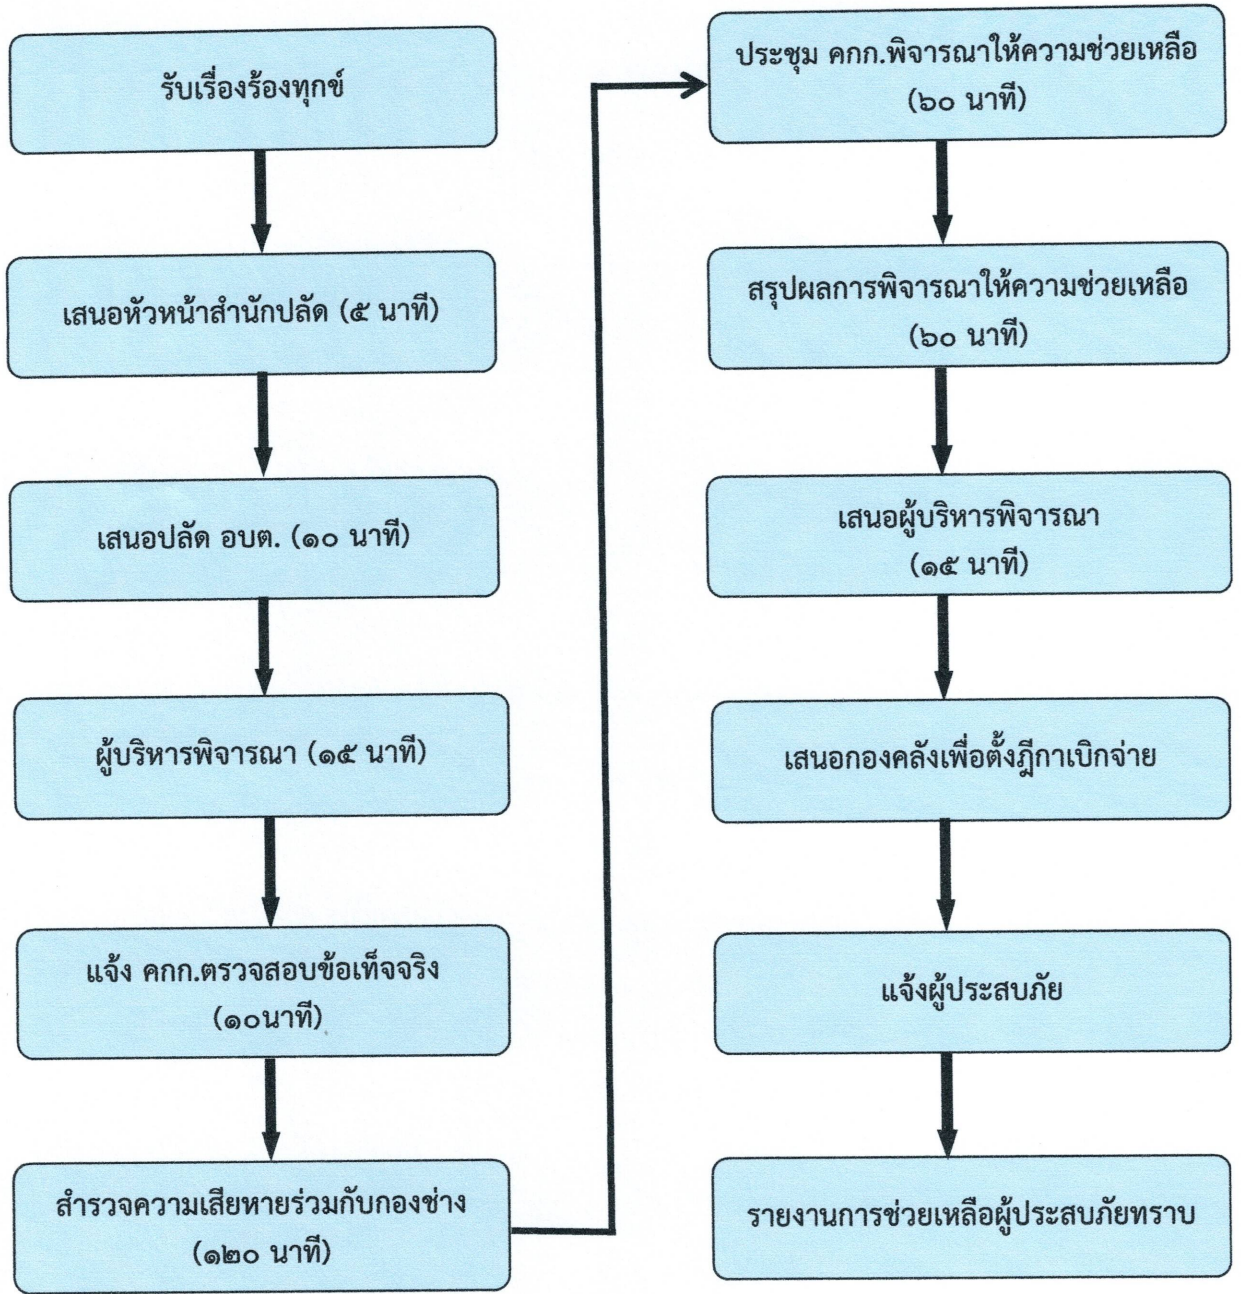 รับเรื่องร้องทุกข์
เสนอหัวหน้าสำนักปลัด (๕ นาที)
เสนอปลัด อบต. (๑๐ นาที)
ผู้บริหารพิจารณา (๑๕ นาที)
แจ้ง คกก.ตรวจสอบข้อเท็จจริง
(๑๐นาที)
สำรวจความเสียหายร่วมกับกองช่าง
(๑๒๐ นาที)
ประชุม คกก.พิจารณาให้ความช่วยเหลือ
(๖๐ นาที)
สรุปผลการพิจารณาให้ความช่วยเหลือ
(๖๐ นาที)
เสนอผู้บริหารพิจารณา
(๑๕ นาที)
เสนอกองคลังเพื่อตั้งฎีกาเบิกจ่าย
แจ้งผู้ประสบภัย
รายงานการช่วยเหลือผู้ประสบภัยทราบ